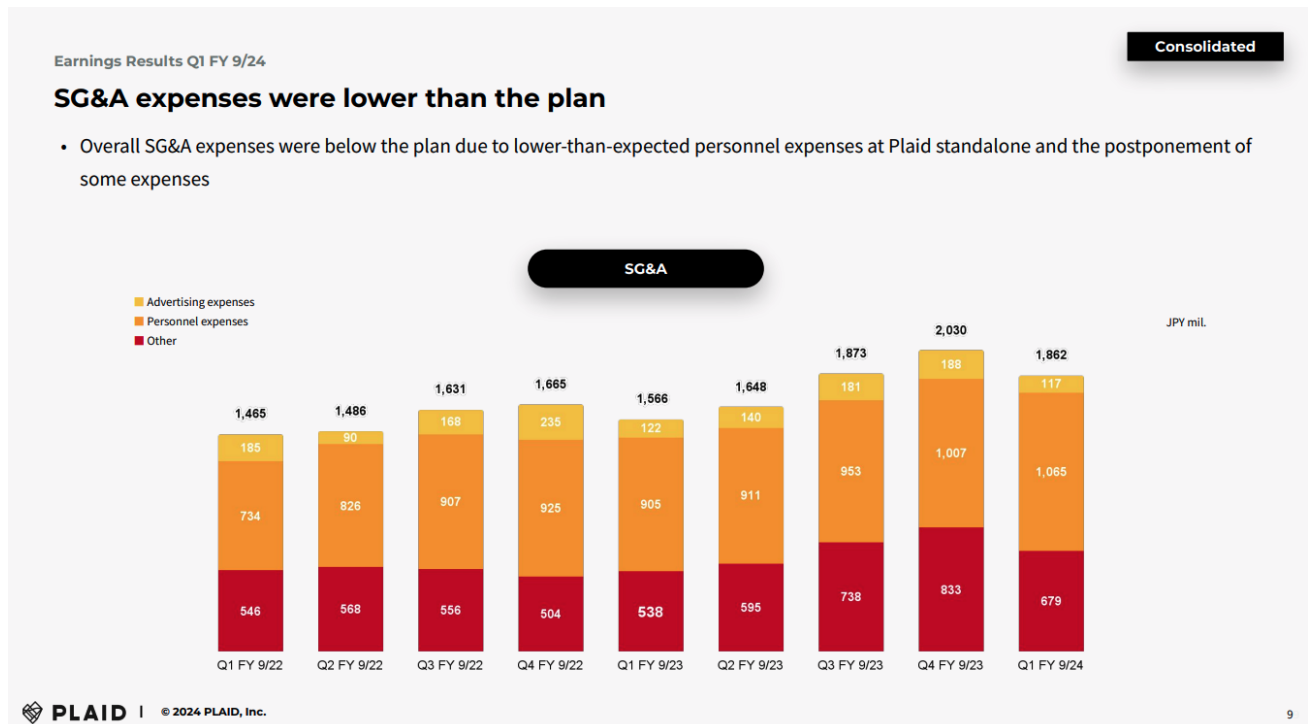 Consolidated
Earnings Results Q1 FY 9/24
SG&A expenses were lower than the plan
• Overall SG&A expenses were below the plan due to lower-than-expected personnel expenses at Plaid standalone and the postponement of
some expenses
SG&A
Advertising expenses
Personnel expenses
Other
JPY mil.
1,465 1,486 1,631 1,665 1,566 1,648 1,873 2,030 1,862
185 90 168 235 122 140 181 188 117
734 826 907 925 905 911 953 1,007 1,065
546 568 556 504 538 595 738 833 679
Q1 FY 9/22 Q2 FY 9/22 Q3 FY 9/22 Q4 FY 9/22 Q1 FY 9/23 Q2 FY 9/23 Q3 FY 9/23 Q4 FY 9/23 Q1 FY 9/24
PLAID | © 2024 PLAID, Inc.
9